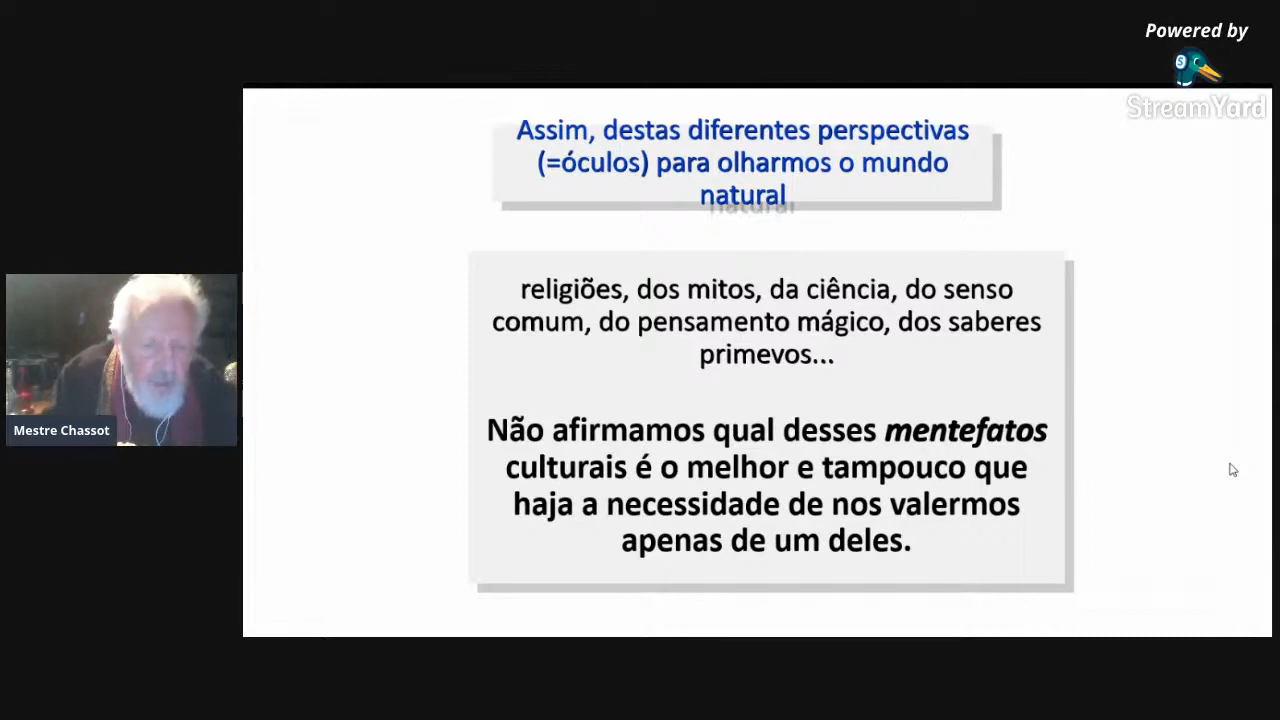 Powered by
StreamYard
Assim, destas diferentes perspectivas
(=óculos) para olharmos o mundo
natural
religiões, dos mitos, da ciência, do senso
comum, do pensamento mágico, dos saberes
primevos...
Não afirmamos qual desses mentefatos
culturais é o melhor e tampouco que
haja a necessidade de nos valermos
apenas de um deles.
Mestre Chassot